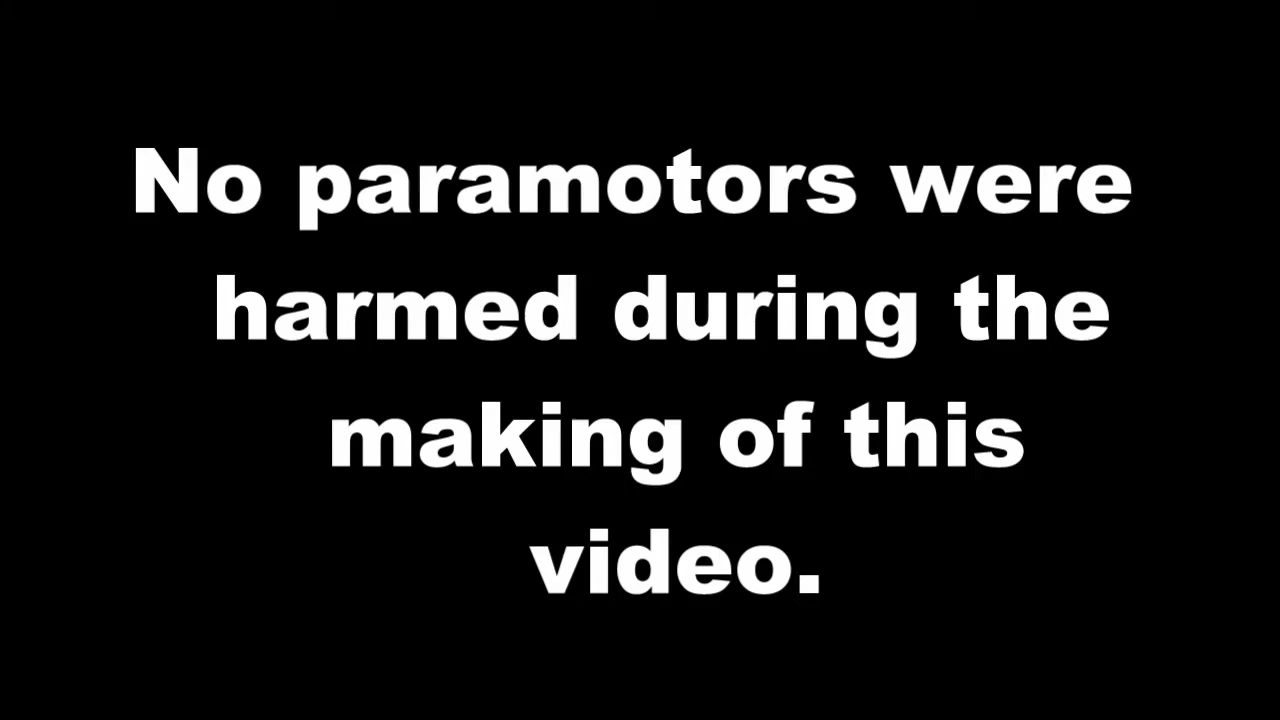 No paramotors were
harmed during the
making of this
video.